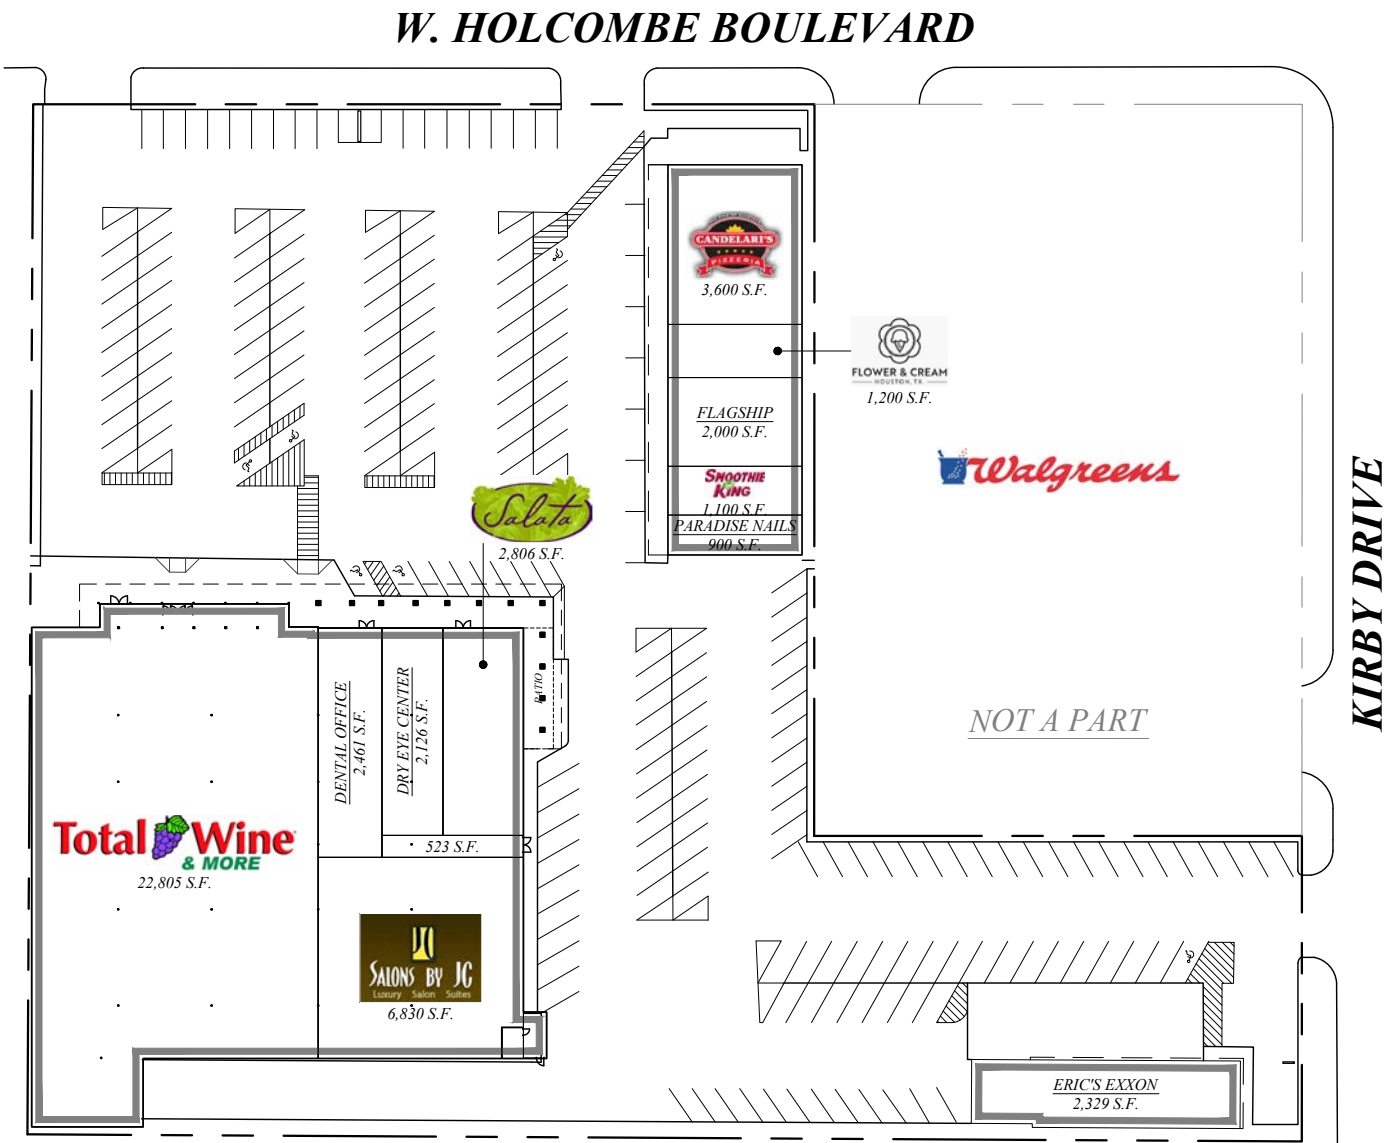 W. HOLCOMBE BOULEVARD
CANDELARI'S
PIZZERIA
3,600 S.F.
FLOWER & CREAM
HOUSTON, TX.
1,200 S.F.
FLAGSHIP
2,000 S.F.
SMOOTHIE
KING
1,100 S.F.
PARADISE NAILS
900 S.F.
Walgreens
KIRBY DRIVE
NOT A PART
Salata
2,806 S.F.
PATIO
DENTAL OFFICE
2,461 S.F.
DRY EYE CENTER
2,126 S.F.
523 S.F.
Total Wine
& MORE
22,805 S.F.
JC
SALONS BY JC
Luxury Salon Suites
6,830 S.F.
ERIC'S EXXON
2,329 S.F.